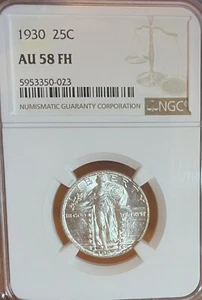 1930 25C
AU 58 FH
5953350-023
NUMISMATIC GUARANTY CORPORATION
NGC
LIBERTY